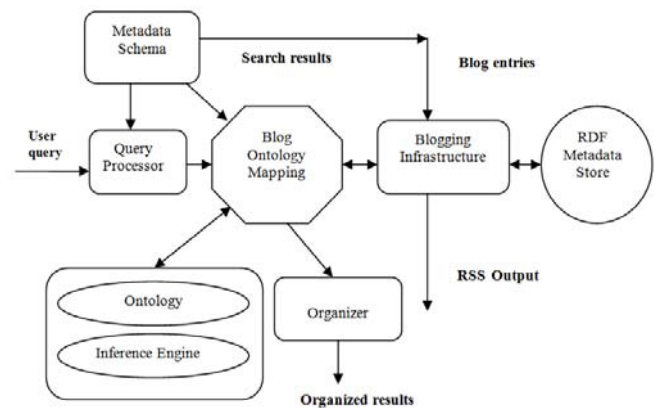 Metadata
Schema
Search results
Blog entries
User
query
Query
Processor
Blog
Ontology
Mapping
Blogging
Infrastructure
RDF
Metadata
Store
Ontology
Inference Engine
Organizer
RSS Output
Organized results